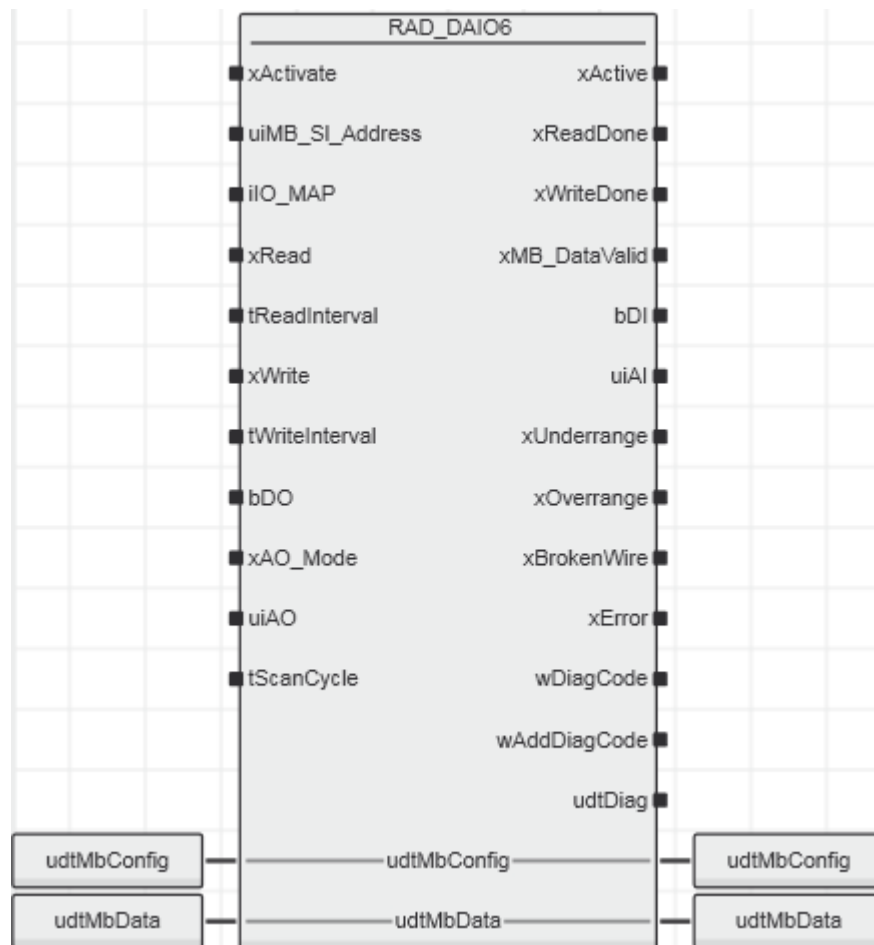 RAD_DAIO6
xActivate xActive
uiMB_SI_Address xReadDone
iIO_MAP xWriteDone
xRead xMB_DataValid
tReadInterval bDI
xWrite uiAI
tWriteInterval xUnderrange
bDO xOverrange
xAO_Mode xBrokenWire
uiAO xError
tScanCycle wDiagCode
wAddDiagCode
udtDiag
udtMbConfig udtMbConfig udtMbConfig
udtMbData udtMbData udtMbData